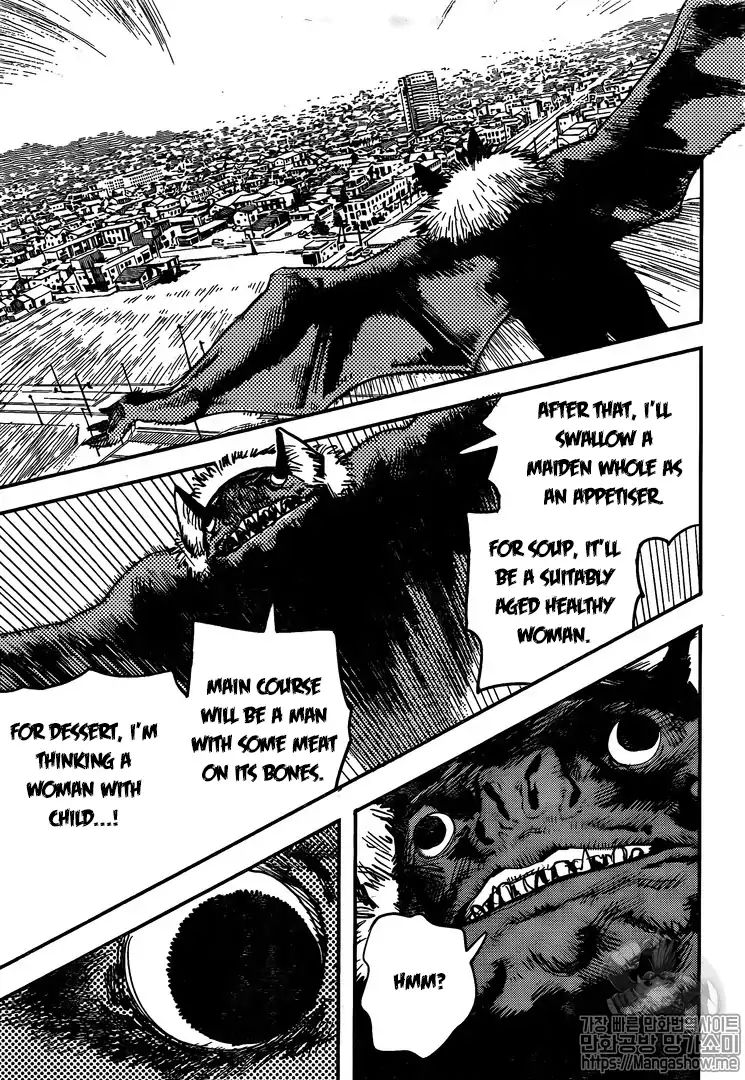 AFTER THAT, I'LL
SWALLOW A
MAIDEN WHOLE AS
AN APPETISER.
FOR SOUP, IT'LL
BE A SUITABLY
AGED HEALTHY
WOMAN.
MAIN COURSE
WILL BE A MAN
WITH SOME MEAT
ON ITS BONES.
FOR DESSERT, I'M
THINKING A
WOMAN WITH
CHILD...!
HMM?
가장 빠른 만화번역사이트
만화공방 망가쇼미
https://Mangashow.me